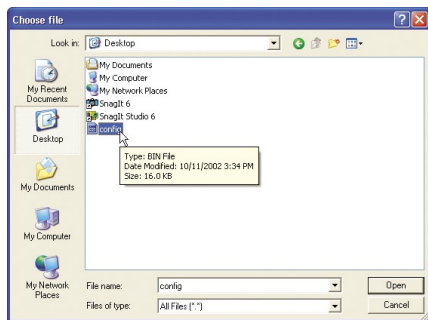 Choose file
Look in:
Desktop
My Recent
Documents
Desktop
My Documents
My Computer
My Network
Places
My Documents
My Computer
My Network Places
SnagIt 6
SnagIt Studio 6
config
Type: BIN File
Date Modified: 10/11/2002 3:34 PM
Size: 16.0 KB
File name:
config
Open
Files of type:
All Files (*.*)
Cancel